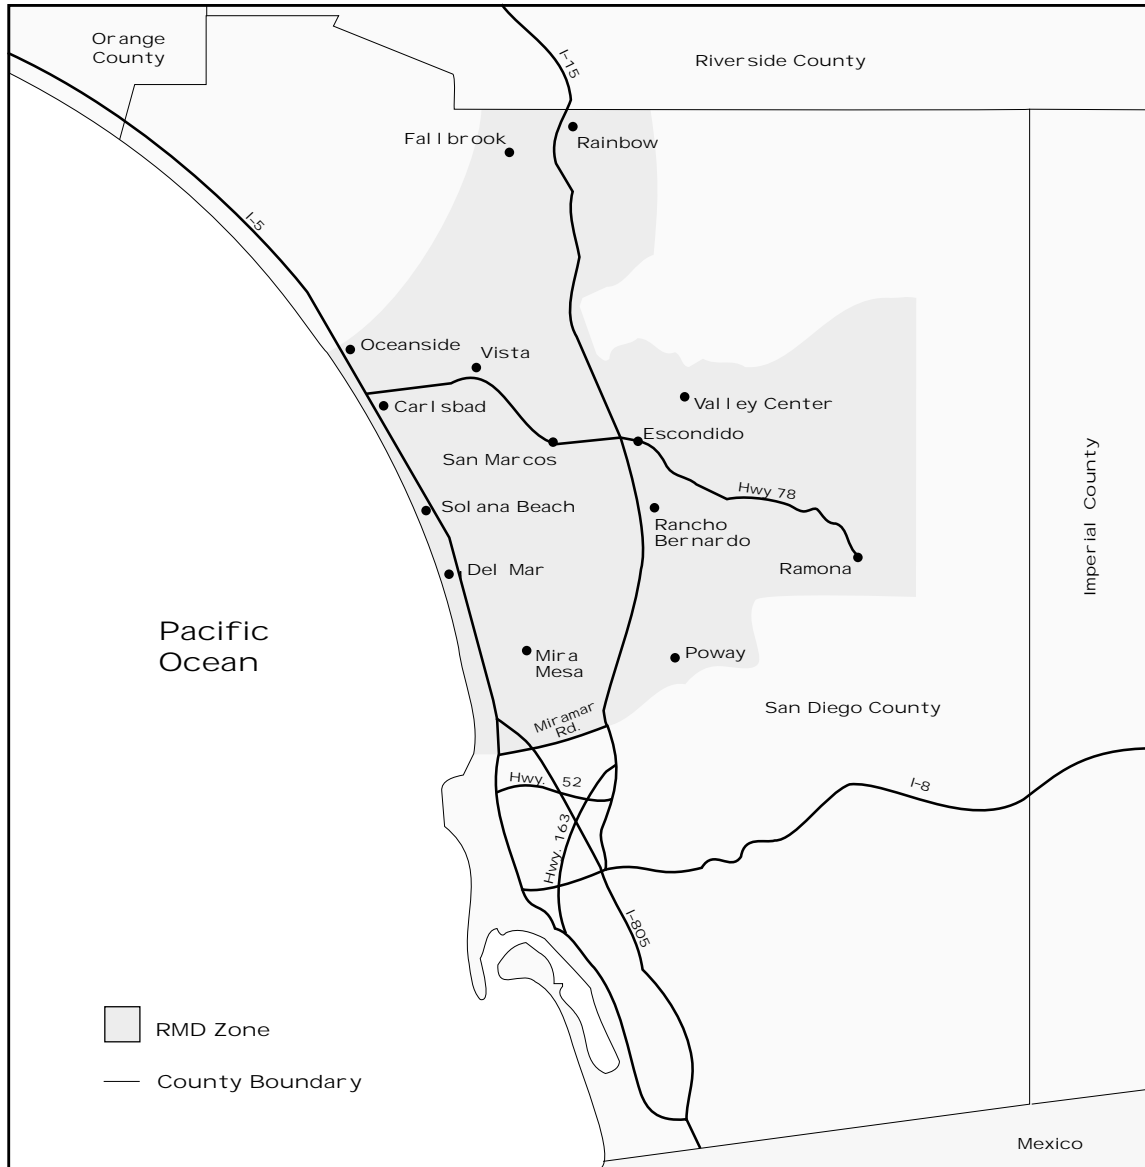 Orange
County
I-15
Riverside County
Fallbrook
Rainbow
I-5
Oceanside
Vista
Carlsbad
Valley Center
San Marcos
Escondido
Hwy 78
Solana Beach
Rancho
Bernardo
Ramona
Imperial County
Del Mar
Pacific
Ocean
Mira
Mesa
Poway
Miramar
Rd.
San Diego County
Hwy. 52
I-8
Hwy. 163
I-805
RMD Zone
County Boundary
Mexico